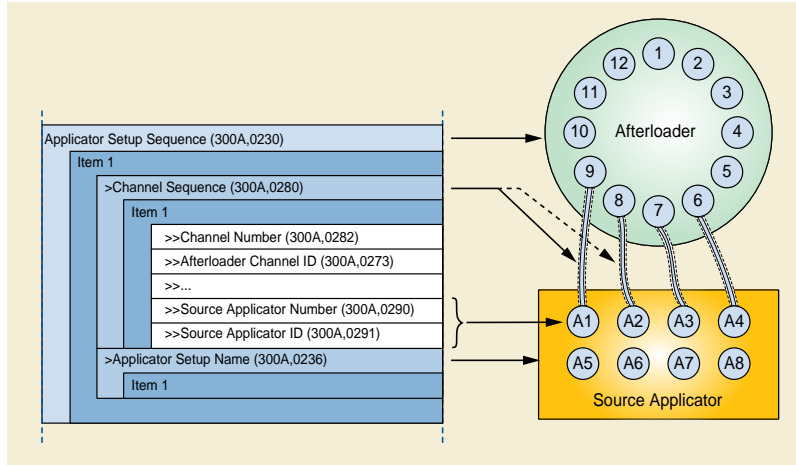 Applicator Setup Sequence (300A,0230)
Item 1
>Channel Sequence (300A,0280)
Item 1
>>Channel Number (300A,0282)
>>Afterloader Channel ID (300A,0273)
>>...
>>Source Applicator Number (300A,0290)
>>Source Applicator ID (300A,0291)
>Applicator Setup Name (300A,0236)
Item 1
1
2
3
4
5
6
7
8
9
10
11
12
Afterloader
A1 A2 A3 A4
A5 A6 A7 A8
Source Applicator